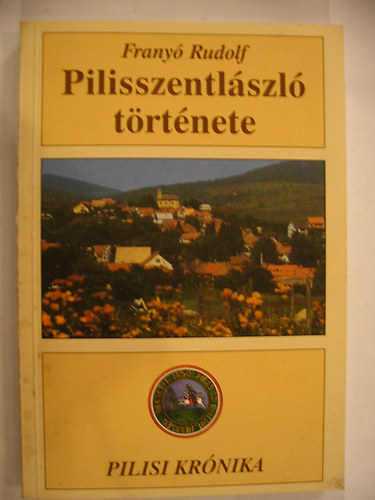 Franyó Rudolf
Pilisszentlászló
története
PILISI KRÓNIKA